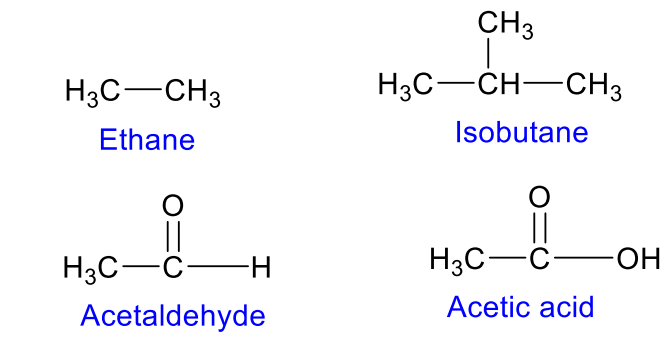 CH3
H3C—CH3
H3C—CH—CH3
Ethane
Isobutane
O
O
H3C—C—H
H3C—C—OH
Acetaldehyde
Acetic acid